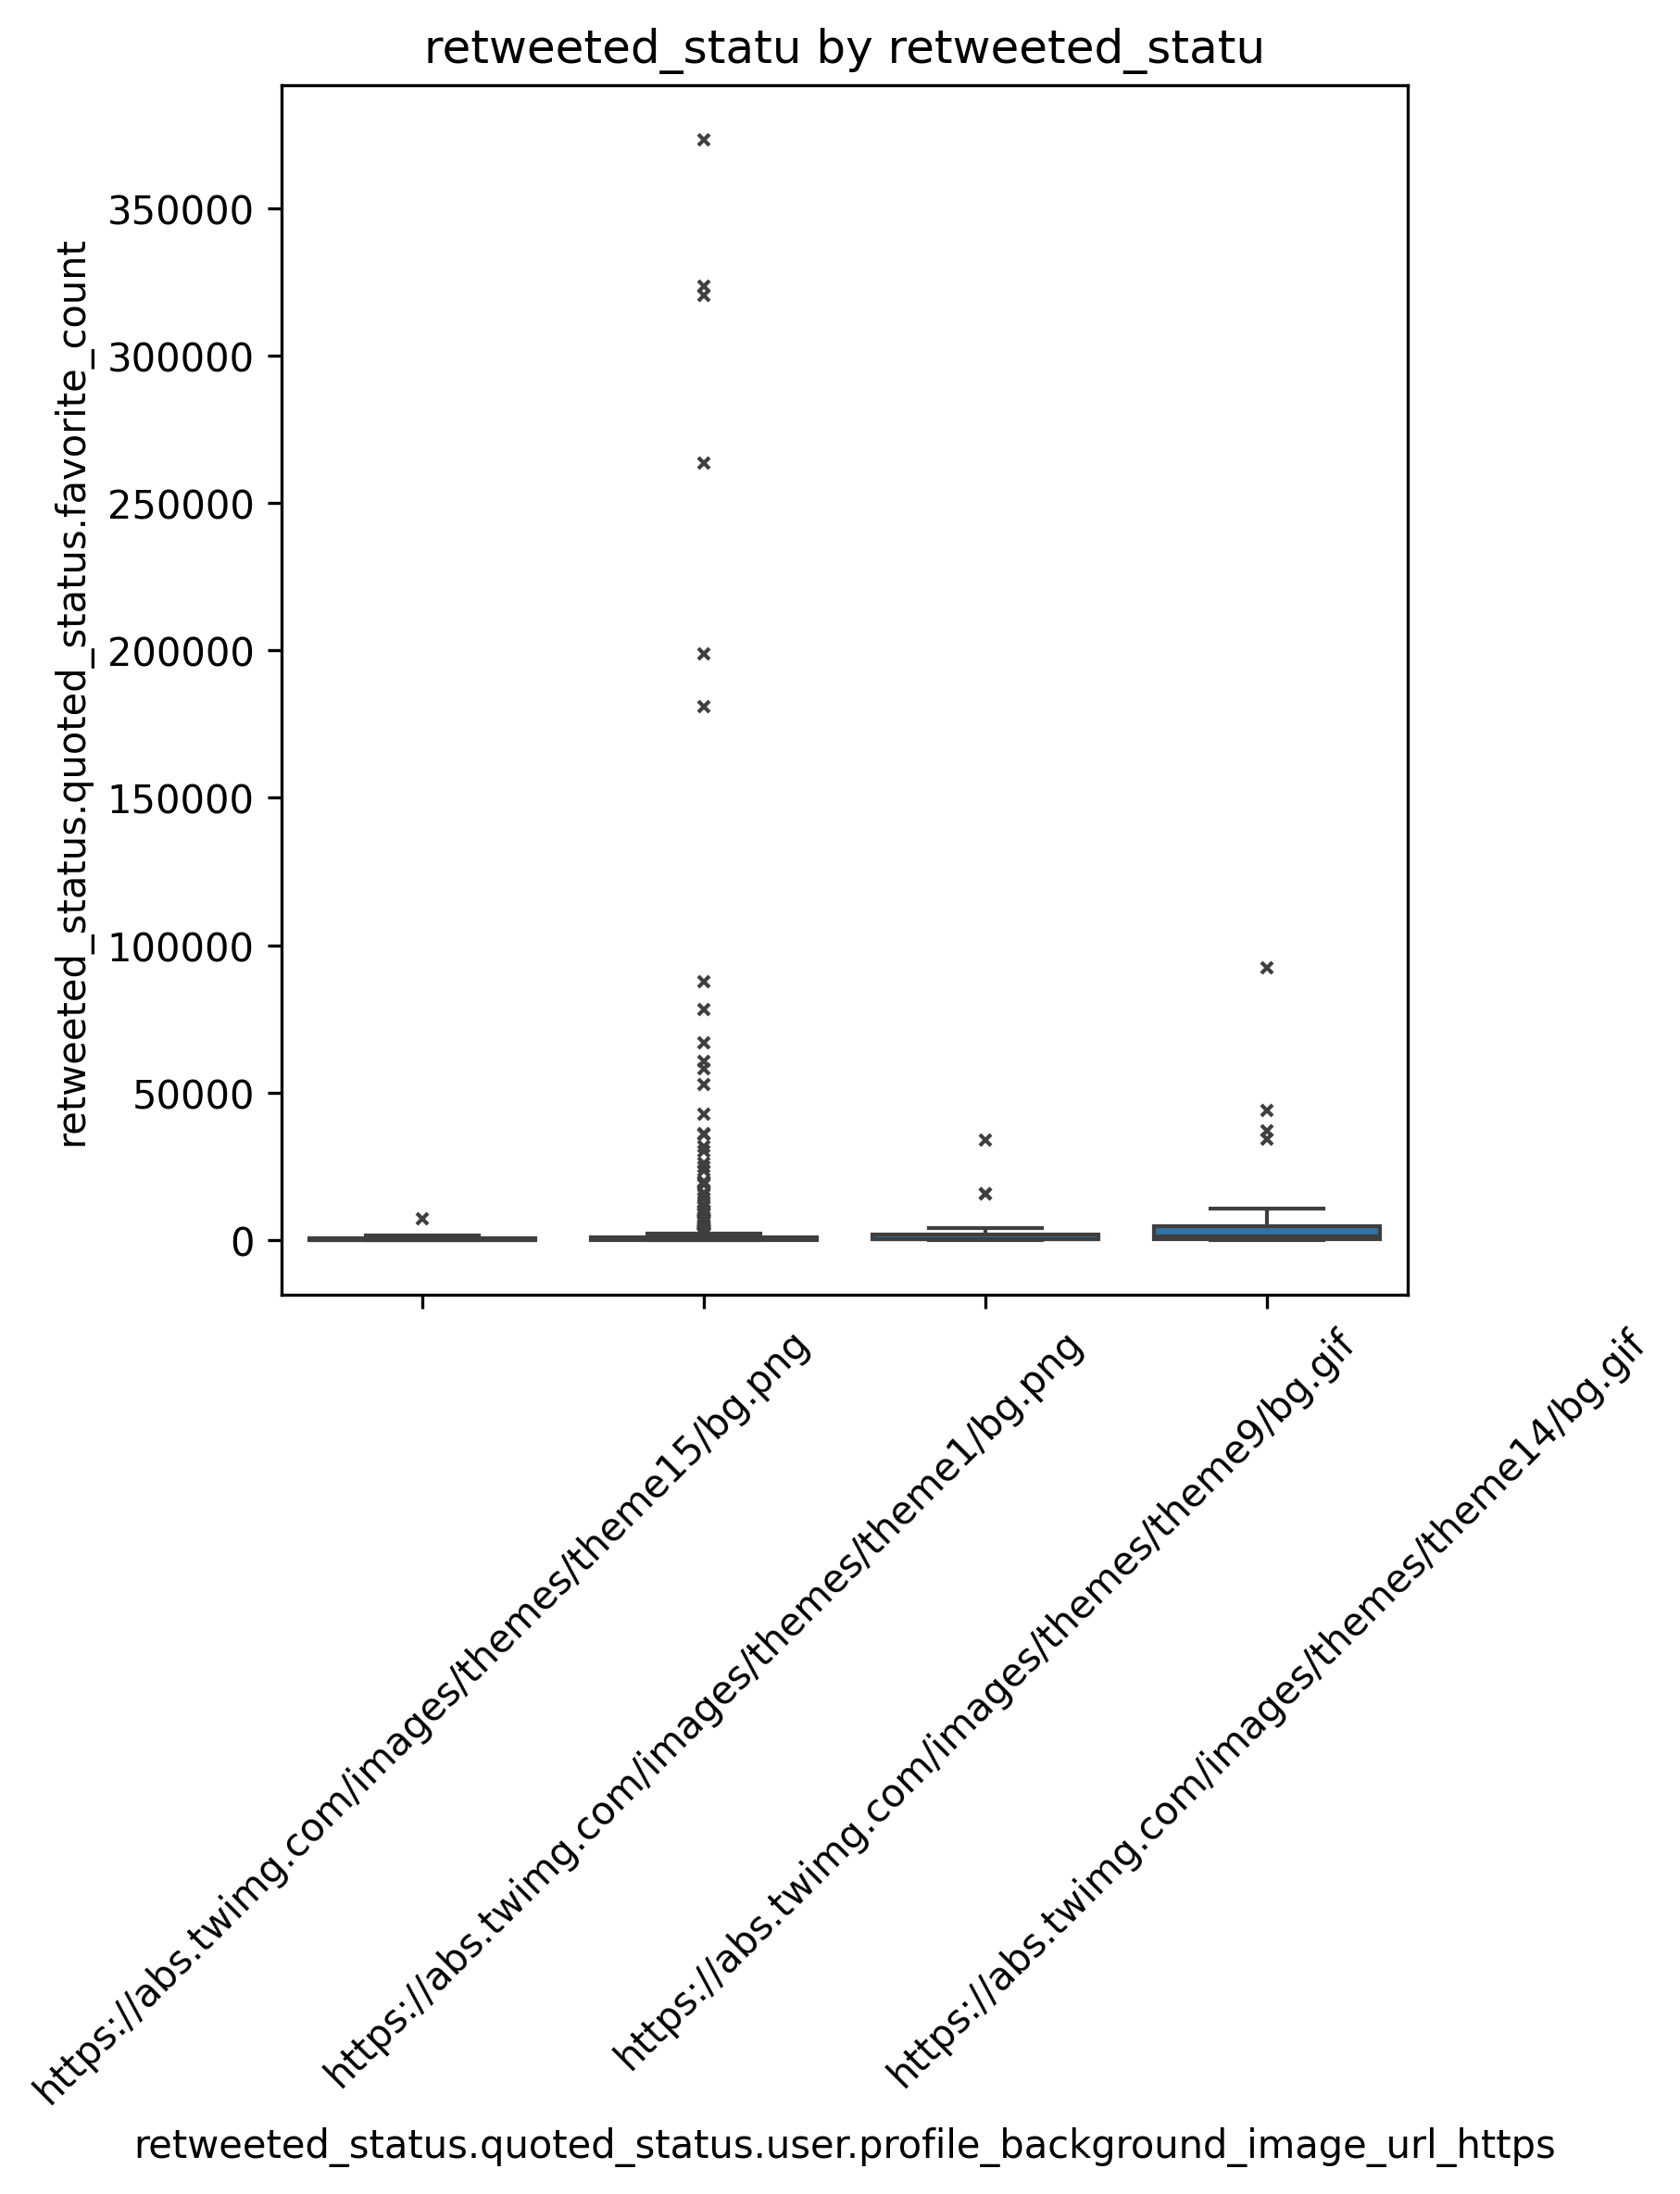 retweeted_statu by retweeted_statu
retweeted_status.quoted_status.favorite_count
350000
300000
250000
200000
150000
100000
50000
0
https://abs.twimg.com/images/themes/theme15/bg.png
https://abs.twimg.com/images/themes/theme1/bg.png
https://abs.twimg.com/images/themes/theme9/bg.gif
https://abs.twimg.com/images/themes/theme14/bg.gif
retweeted_status.quoted_status.user.profile_background_image_url_https